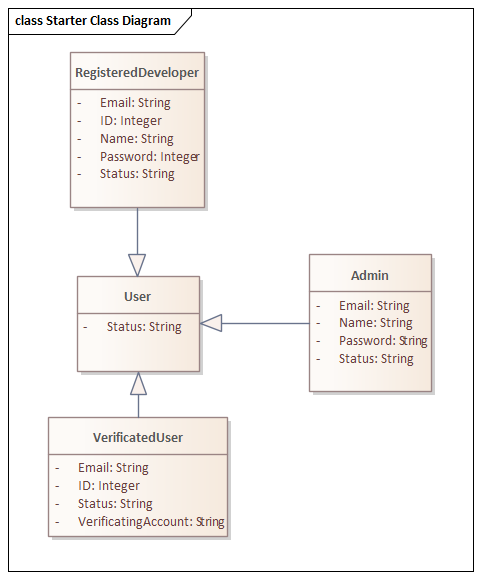 class Starter Class Diagram
RegisteredDeveloper
- Email: String
- ID: Integer
- Name: String
- Password: Integer
- Status: String
User
- Status: String
Admin
- Email: String
- Name: String
- Password: String
- Status: String
VerificatedUser
- Email: String
- ID: Integer
- Status: String
- VerificatingAccount: String